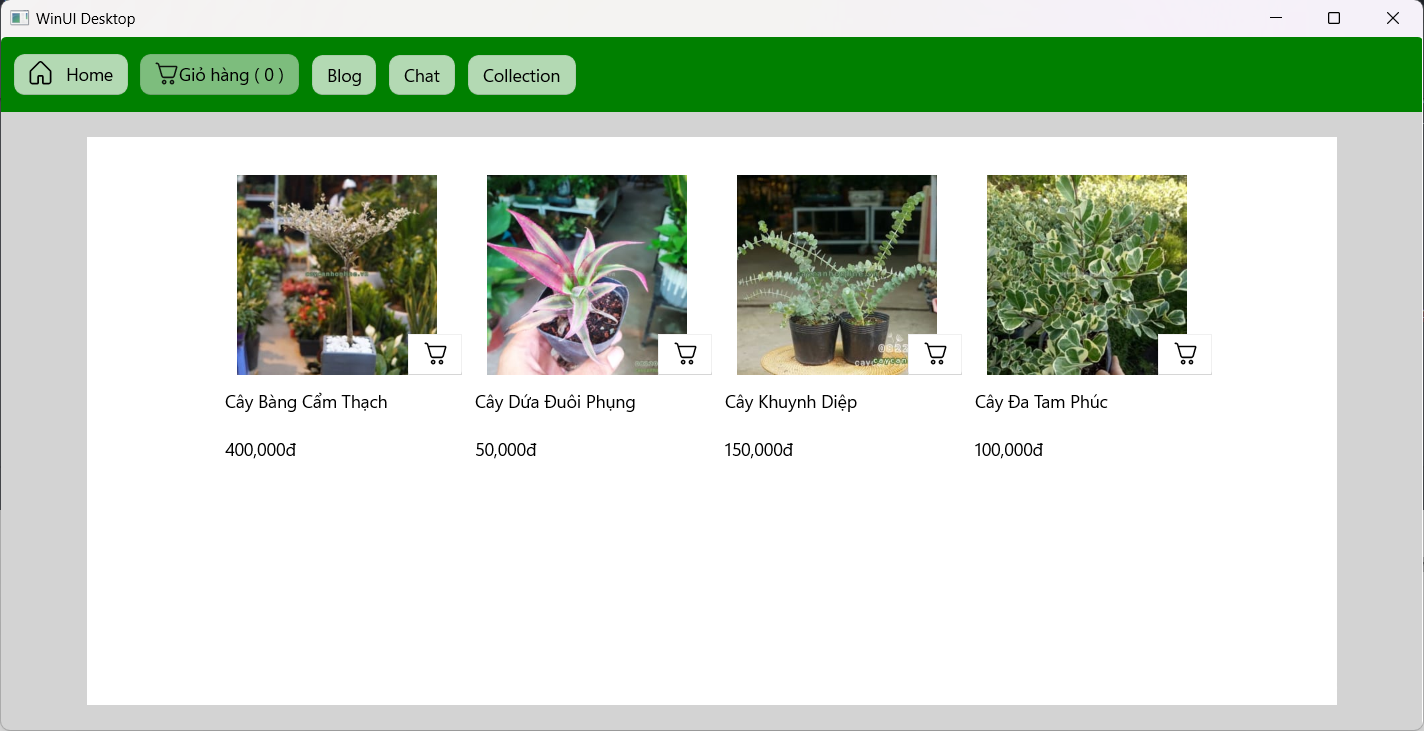 WinUI Desktop
Home
Giỏ hàng ( 0 )
Blog
Chat
Collection
Cây Bàng Cẩm Thạch
Cây Dứa Đuôi Phụng
Cây Khuynh Diệp
Cây Đa Tam Phúc
400,000đ
50,000đ
150,000đ
100,000đ